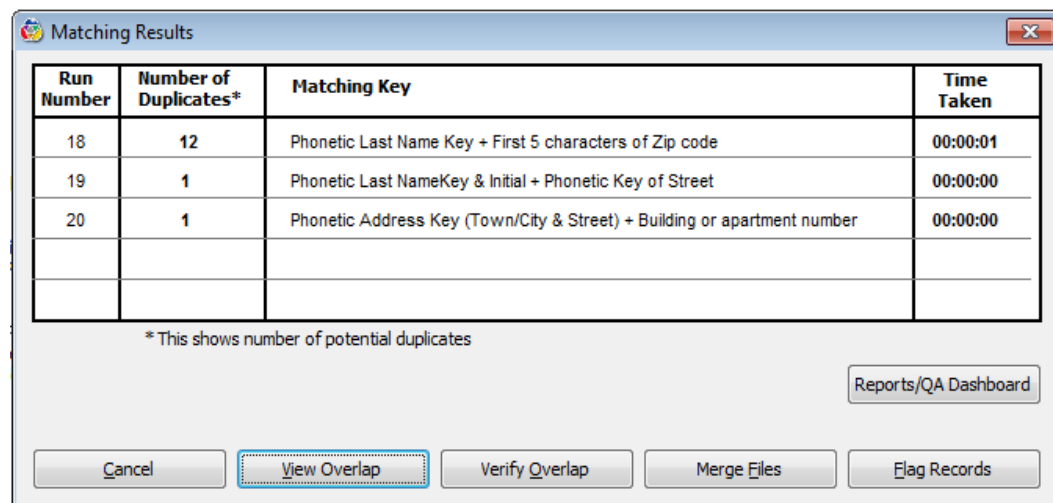 Matching Results
Run Number Number of Duplicates* Matching Key Time Taken
18 12 Phonetic Last Name Key + First 5 characters of Zip code 00:00:01
19 1 Phonetic Last NameKey & Initial + Phonetic Key of Street 00:00:00
20 1 Phonetic Address Key (Town/City & Street) + Building or apartment number 00:00:00
* This shows number of potential duplicates
Reports/QA Dashboard
Cancel View Overlap Verify Overlap Merge Files Flag Records